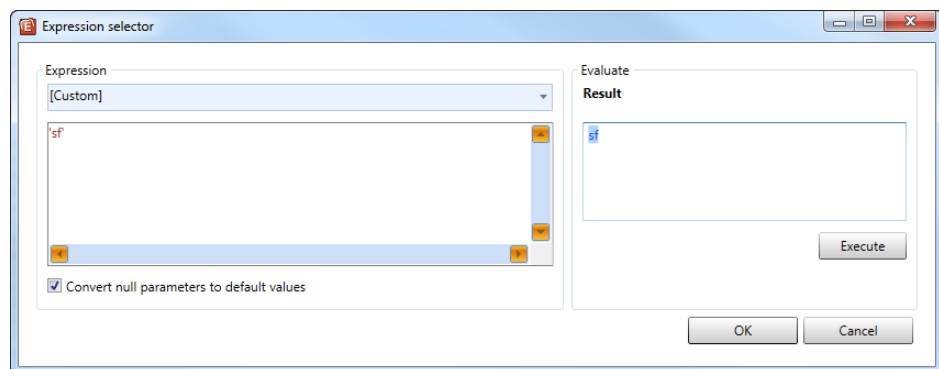 Expression selector
Expression
[Custom]
'sf'
Convert null parameters to default values
Evaluate
Result
sf
Execute
OK
Cancel